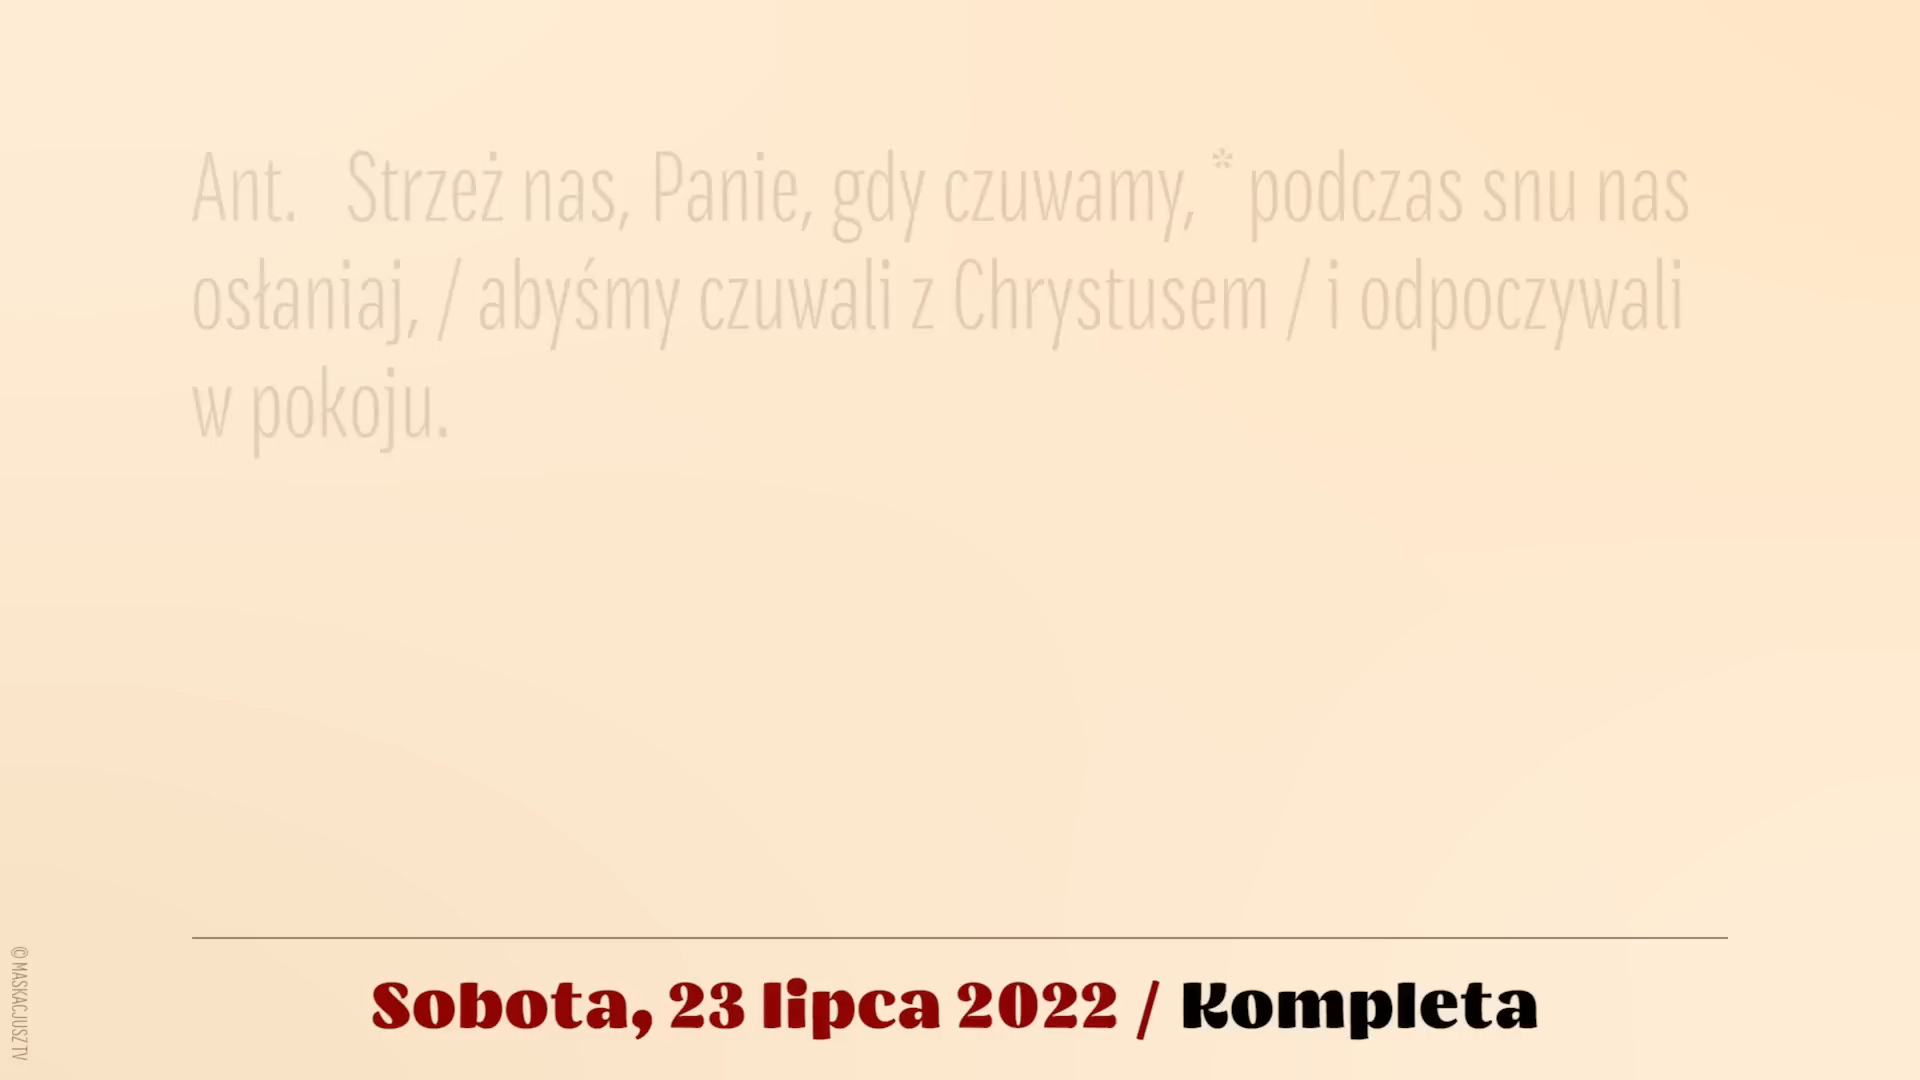 Ant. Strzeż nas, Panie, gdy czuwamy, * podczas snu nas
osłaniaj, / abyśmy czuwali z Chrystusem / i odpoczywali
w pokoju.
Sobota, 23 lipca 2022 / Kompleta
© MASKACJUSZ TV